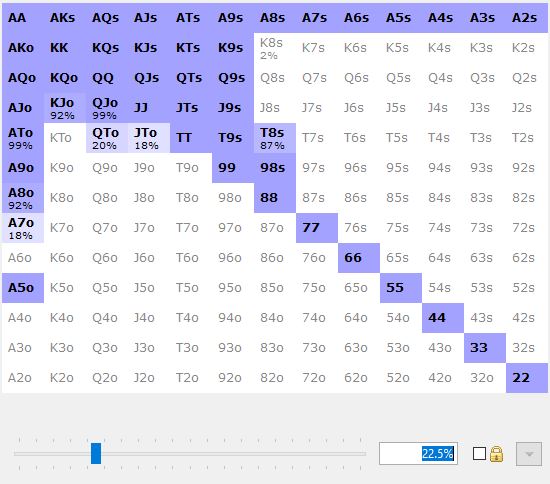 AA AKs AQs AJs ATs A9s A8s A7s A6s A5s A4s A3s A2s
AKo KK KQs KJs KTs K9s K8s K7s K6s K5s K4s K3s K2s
2%
AQo KQo QQ QJs QTs Q9s Q8s Q7s Q6s Q5s Q4s Q3s Q2s
AJo KJo QJo JJ JTs J9s J8s J7s J6s J5s J4s J3s J2s
92% 99%
ATo KTo QTo JTo TT T9s T8s T7s T6s T5s T4s T3s T2s
99% 20% 18% 87%
A9o K9o Q9o J9o T9o 99 98s 97s 96s 95s 94s 93s 92s
A8o K8o Q8o J8o T8o 98o 88 87s 86s 85s 84s 83s 82s
92%
A7o K7o Q7o J7o T7o 97o 87o 77 76s 75s 74s 73s 72s
18%
A6o K6o Q6o J6o T6o 96o 86o 76o 66 65s 64s 63s 62s
A5o K5o Q5o J5o T5o 95o 85o 75o 65o 55 54s 53s 52s
A4o K4o Q4o J4o T4o 94o 84o 74o 64o 54o 44 43s 42s
A3o K3o Q3o J3o T3o 93o 83o 73o 63o 53o 43o 33 32s
A2o K2o Q2o J2o T2o 92o 82o 72o 62o 52o 42o 32o 22
22.5%